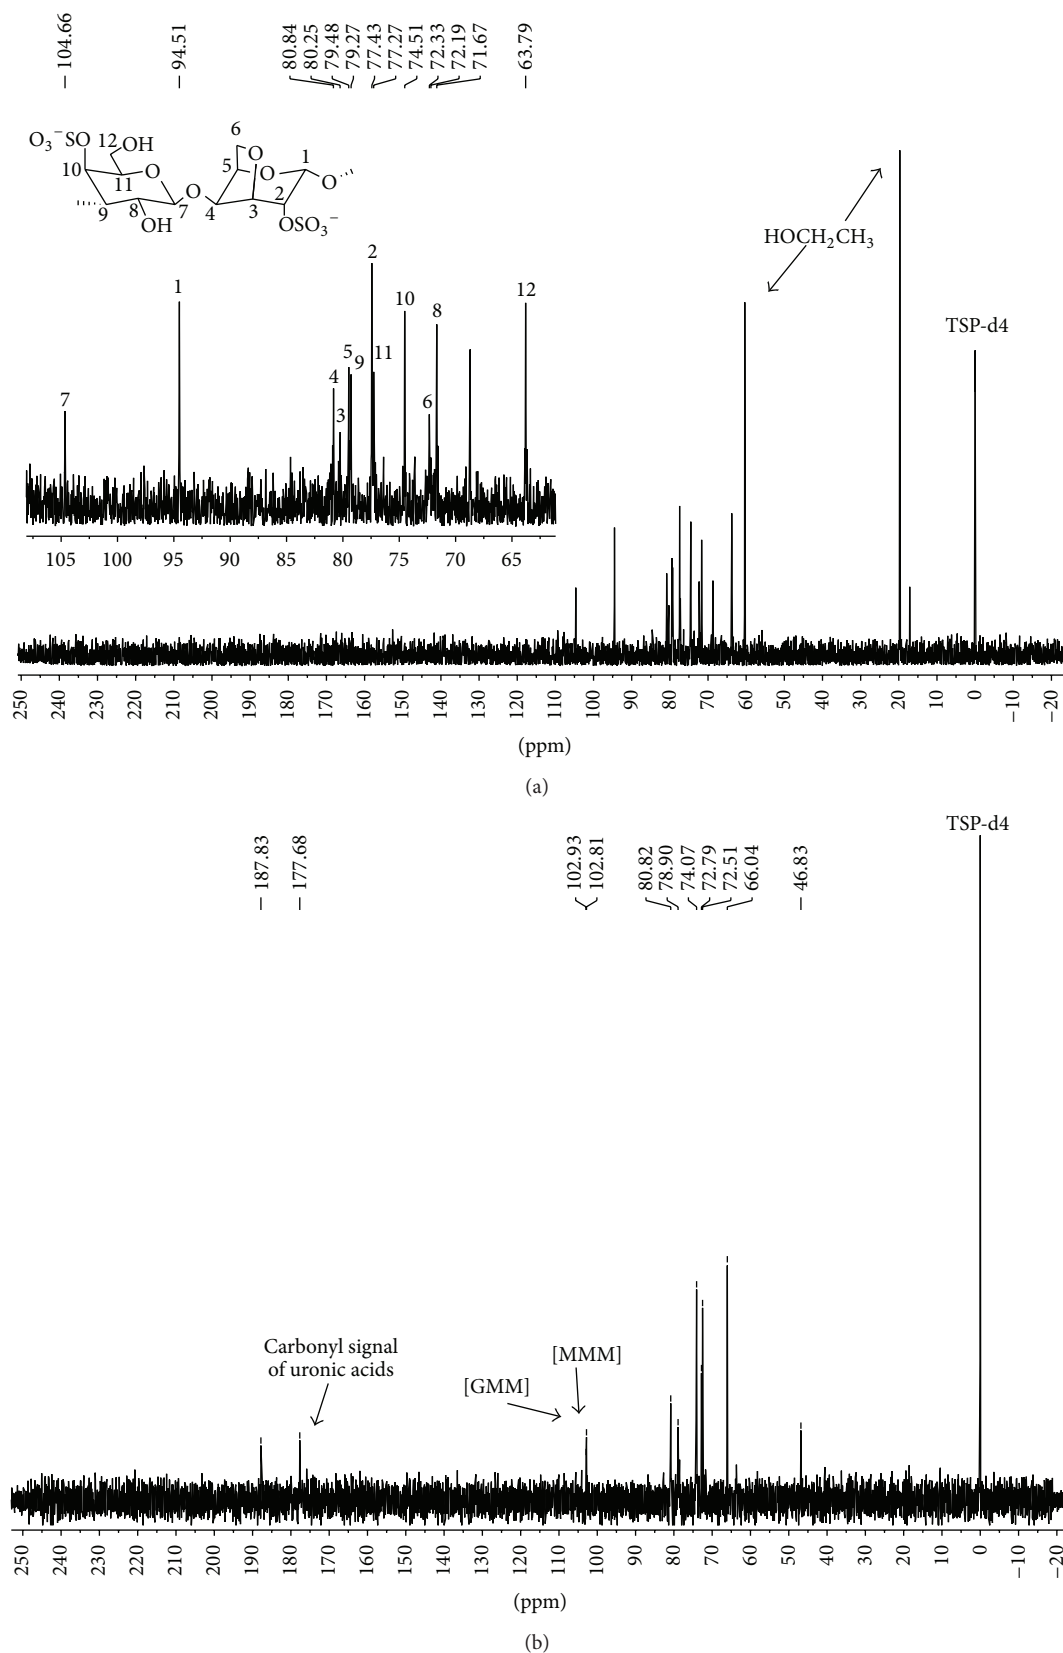 − 104.66
− 94.51
80.84
80.25
79.48
79.27
77.43
77.27
74.51
72.33
72.19
71.67
− 63.79
O₃⁻SO 12 OH
6
O
10 11 O 5 O 1
O O
9 8 7 4 3 2
OH OSO₃⁻
HOCH₂CH₃
TSP-d4
7 1 4 3 5 9 2 11 10 6 8 12
105 100 95 90 85 80 75 70 65
250 240 230 220 210 200 190 180 170 160 150 140 130 120 110 100 90 80 70 60 50 40 30 20 10 0 −10 −20
(ppm)
(a)
− 187.83
− 177.68
102.93
102.81
80.82
78.90
74.07
72.79
72.51
66.04
− 46.83
TSP-d4
Carbonyl signal
of uronic acids
[GMM]
[MMM]
250 240 230 220 210 200 190 180 170 160 150 140 130 120 110 100 90 80 70 60 50 40 30 20 10 0 −10 −20
(ppm)
(b)